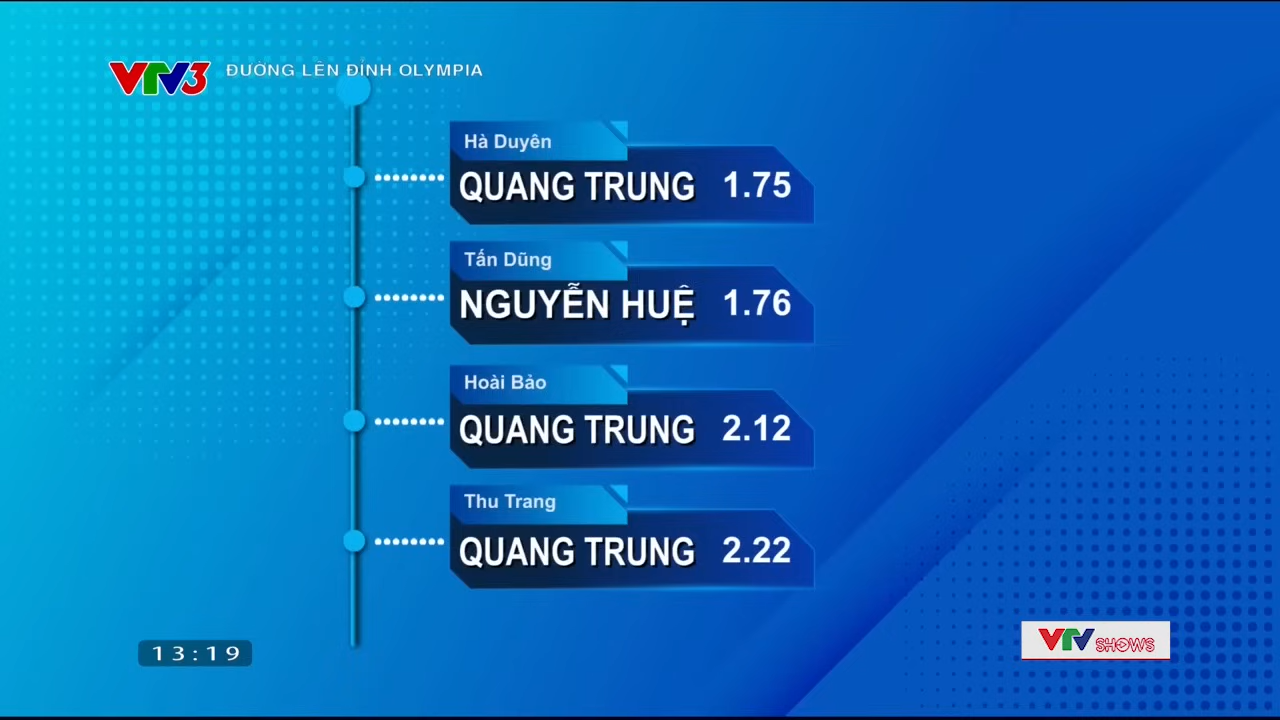 VTV3 ĐƯỜNG LÊN ĐỈNH OLYMPIA
Hà Duyên
QUANG TRUNG 1.75
Tấn Dũng
NGUYỄN HUỆ 1.76
Hoài Bảo
QUANG TRUNG 2.12
Thu Trang
QUANG TRUNG 2.22
13:19
VTV SHOWS